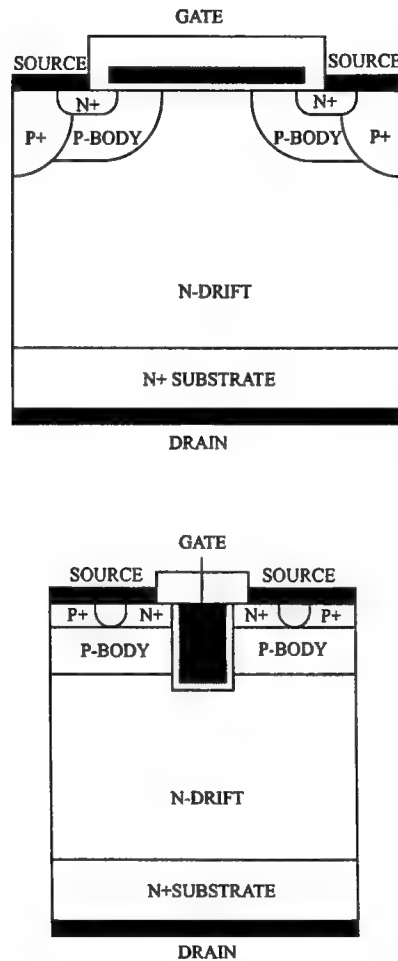 GATE
SOURCE SOURCE
N+ N+
P+ P-BODY P-BODY P+
N-DRIFT
N+ SUBSTRATE
DRAIN
GATE
SOURCE SOURCE
P+ N+ N+ P+
P-BODY P-BODY
N-DRIFT
N+SUBSTRATE
DRAIN